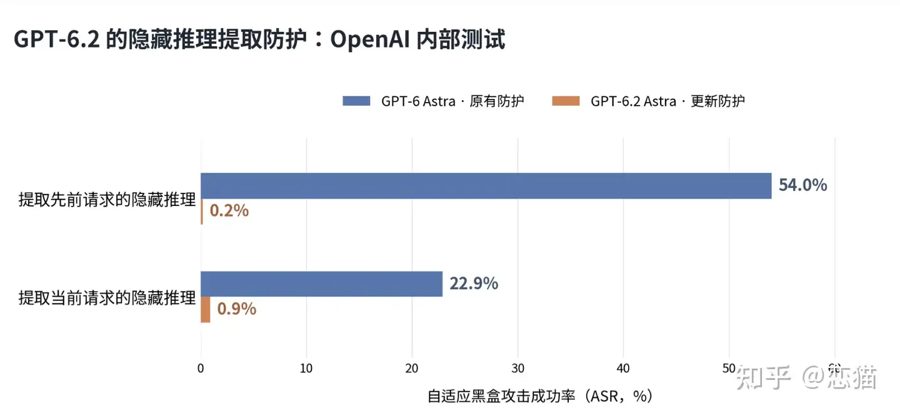 GPT-6.2 的隐藏推理提取防护：OpenAI 内部测试
GPT-6 Astra · 原有防护
GPT-6.2 Astra · 更新防护
提取先前请求的隐藏推理
54.0%
0.2%
提取当前请求的隐藏推理
22.9%
0.9%
0 10 20 30 40 50 60
自适应黑盒攻击成功率（ASR，%）
知乎 @恋猫